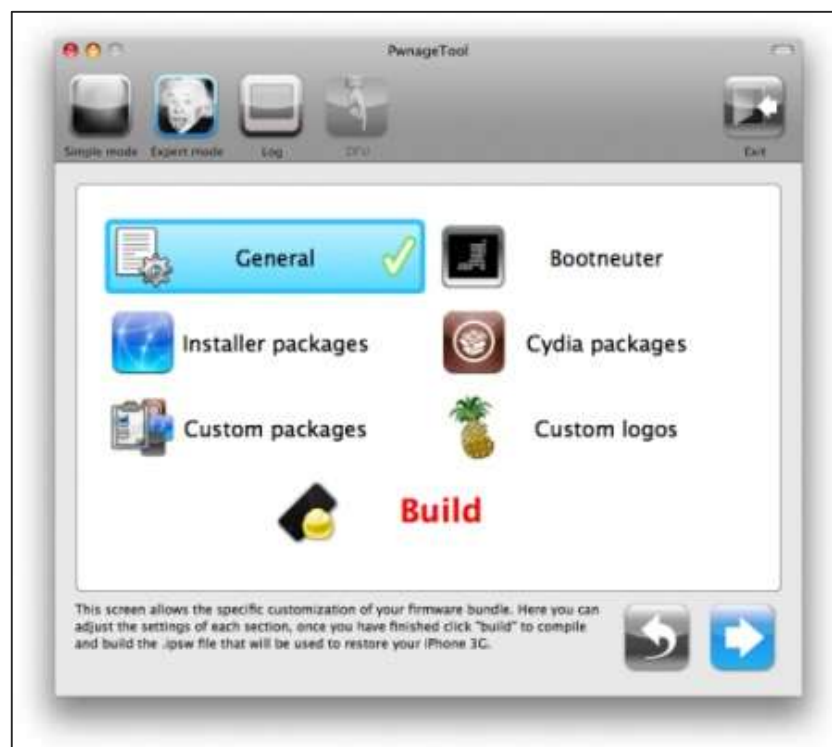 PwnageTool
Simple mode Expert mode Log DFU Exit
General Bootneuter
Installer packages Cydia packages
Custom packages Custom logos
Build
This screen allows the specific customization of your firmware bundle. Here you can
adjust the settings of each section, once you have finished click "build" to compile
and build the .ipsw file that will be used to restore your iPhone 3G.